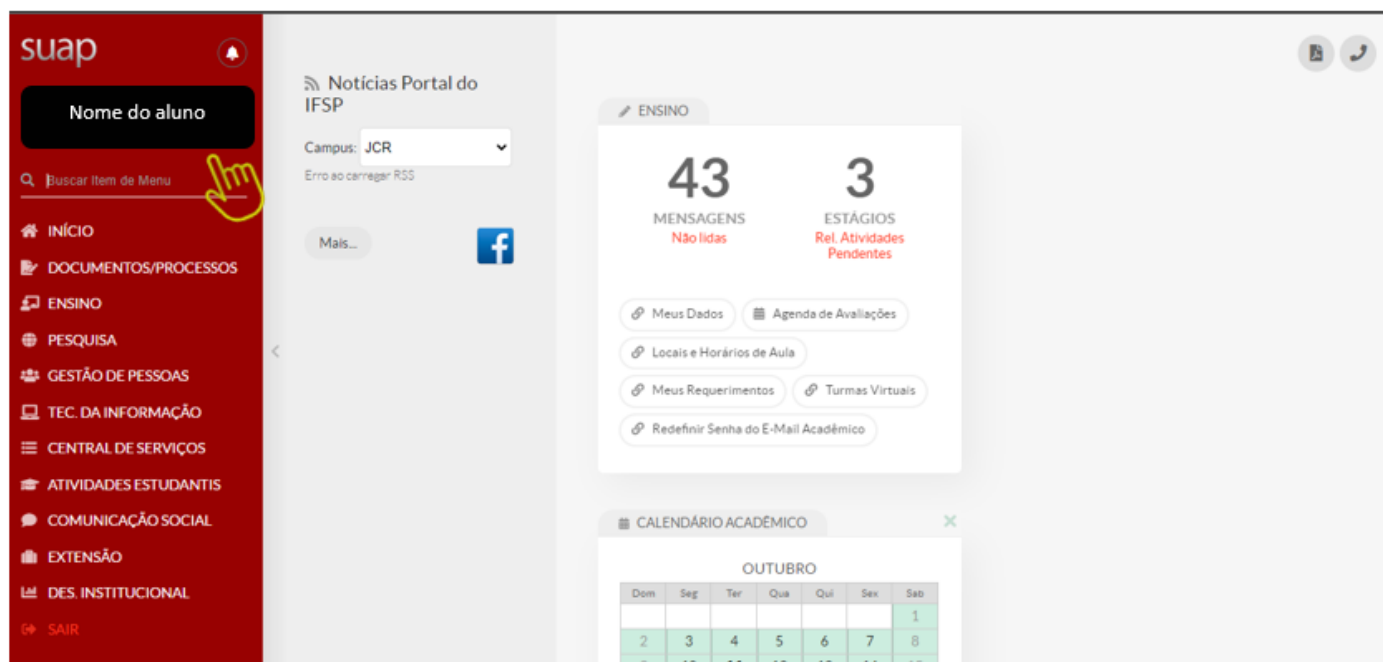 suap
Nome do aluno
Buscar Item de Menu
INÍCIO
DOCUMENTOS/PROCESSOS
ENSINO
PESQUISA
GESTÃO DE PESSOAS
TEC. DA INFORMAÇÃO
CENTRAL DE SERVIÇOS
ATIVIDADES ESTUDANTIS
COMUNICAÇÃO SOCIAL
EXTENSÃO
DES. INSTITUCIONAL
SAIR
Notícias Portal do
IFSP
Campus: JCR
Erro ao carregar RSS
Mais...
f
ENSINO
43 3
MENSAGENS ESTÁGIOS
Não lidas Rel. Atividades
Pendentes
Meus Dados Agenda de Avaliações
Locais e Horários de Aula
Meus Requerimentos Turmas Virtuais
Redefinir Senha do E-Mail Acadêmico
CALENDÁRIO ACADÊMICO
OUTUBRO
Dom Seg Ter Qua Qui Sex Sab
1
2 3 4 5 6 7 8